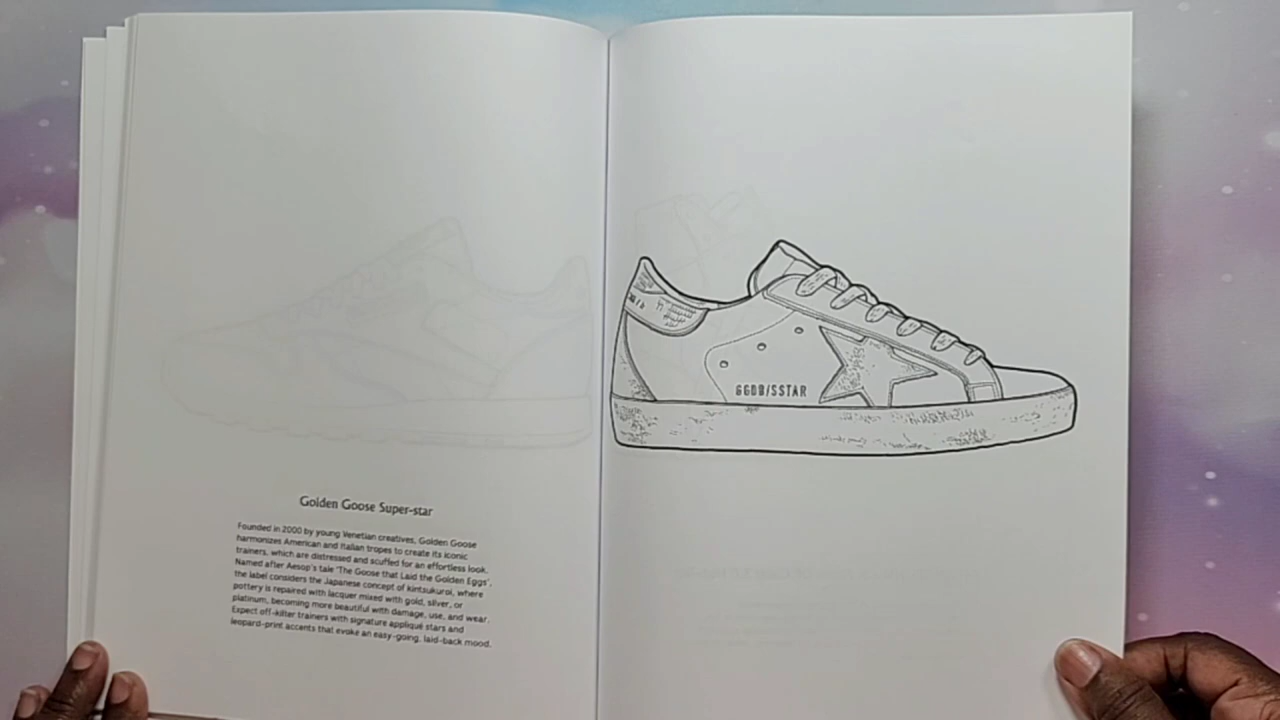 Golden Goose Super-star
Founded in 2000 by young Venetian creatives, Golden Goose
harmonizes American and Italian tropes to create its iconic
trainers, which are distressed and scuffed for an effortless look.
Named after Aesop's tale 'The Goose that Laid the Golden Eggs',
the label considers the Japanese concept of kintsukuroi, where
pottery is repaired with lacquer mixed with gold, silver, or
platinum, becoming more beautiful with damage, use, and wear.
Expect off-kilter trainers with signature appliqué stars and
leopard-print accents that evoke an easy-going, laid-back mood.
GGDB/SSTAR